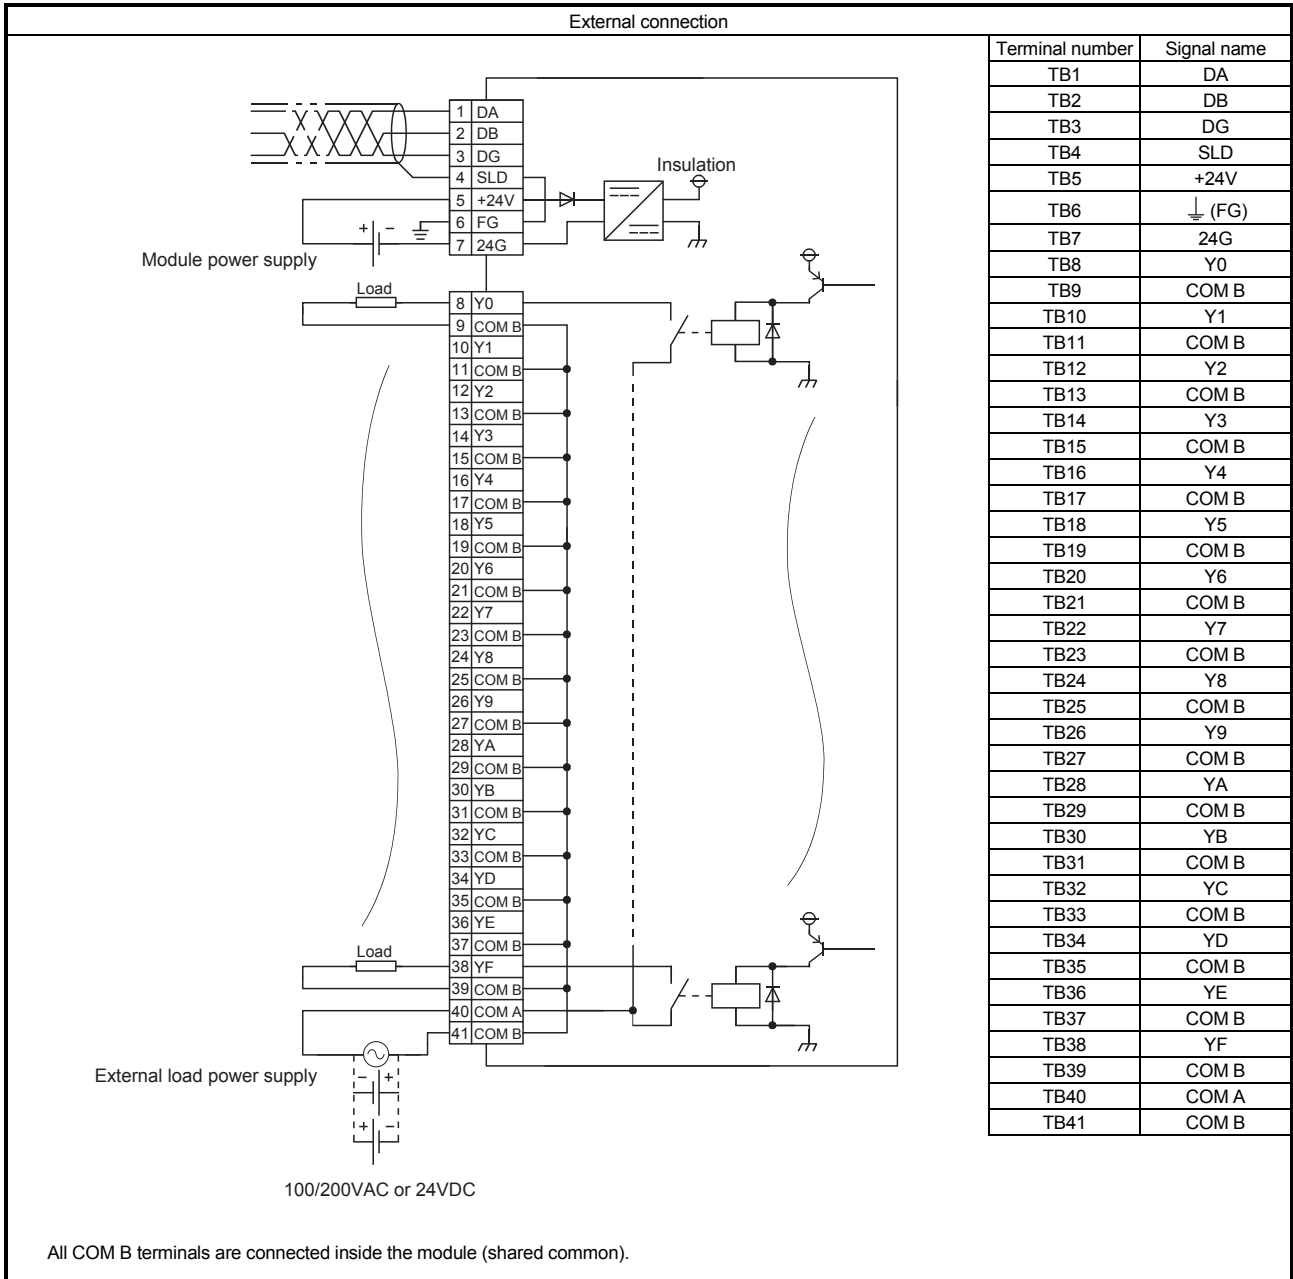 External connection
Terminal number Signal name
TB1 DA
TB2 DB
TB3 DG
TB4 SLD
TB5 +24V
TB6 ⏚ (FG)
TB7 24G
TB8 Y0
TB9 COM B
TB10 Y1
TB11 COM B
TB12 Y2
TB13 COM B
TB14 Y3
TB15 COM B
TB16 Y4
TB17 COM B
TB18 Y5
TB19 COM B
TB20 Y6
TB21 COM B
TB22 Y7
TB23 COM B
TB24 Y8
TB25 COM B
TB26 Y9
TB27 COM B
TB28 YA
TB29 COM B
TB30 YB
TB31 COM B
TB32 YC
TB33 COM B
TB34 YD
TB35 COM B
TB36 YE
TB37 COM B
TB38 YF
TB39 COM B
TB40 COM A
TB41 COM B
1 DA
2 DB
3 DG
4 SLD
5 +24V
6 FG
7 24G
Insulation
+ −
Module power supply
Load
8 Y0
9 COM B
10 Y1
11 COM B
12 Y2
13 COM B
14 Y3
15 COM B
16 Y4
17 COM B
18 Y5
19 COM B
20 Y6
21 COM B
22 Y7
23 COM B
24 Y8
25 COM B
26 Y9
27 COM B
28 YA
29 COM B
30 YB
31 COM B
32 YC
33 COM B
34 YD
35 COM B
36 YE
37 COM B
Load
38 YF
39 COM B
40 COM A
41 COM B
External load power supply
− +
+ −
100/200VAC or 24VDC
All COM B terminals are connected inside the module (shared common).